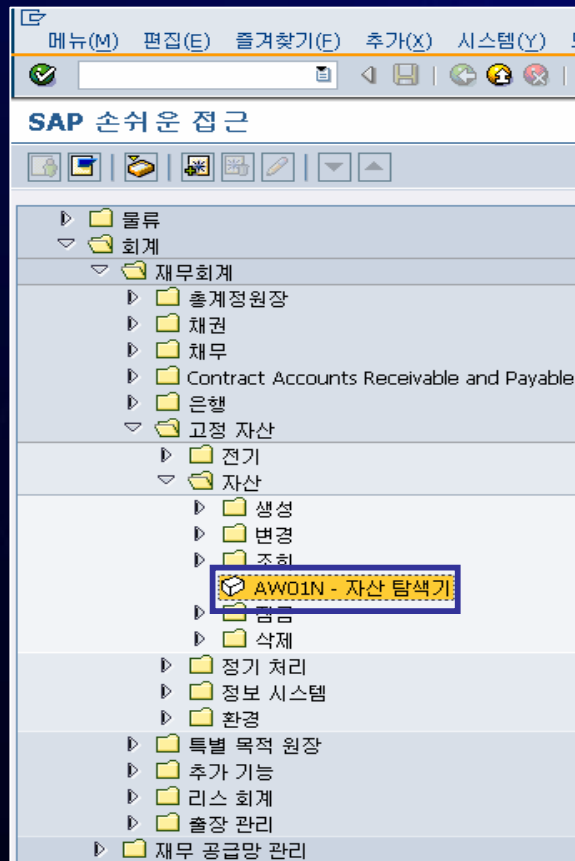 메뉴(M) 편집(E) 즐겨찾기(F) 추가(X) 시스템(Y)
SAP 손쉬운 접근
물류
회계
재무회계
총계정원장
채권
채무
Contract Accounts Receivable and Payable
은행
고정 자산
전기
자산
생성
변경
조회
AW01N - 자산 탐색기
잠금
삭제
정기 처리
정보 시스템
환경
특별 목적 원장
추가 기능
리스 회계
출장 관리
재무 공급망 관리